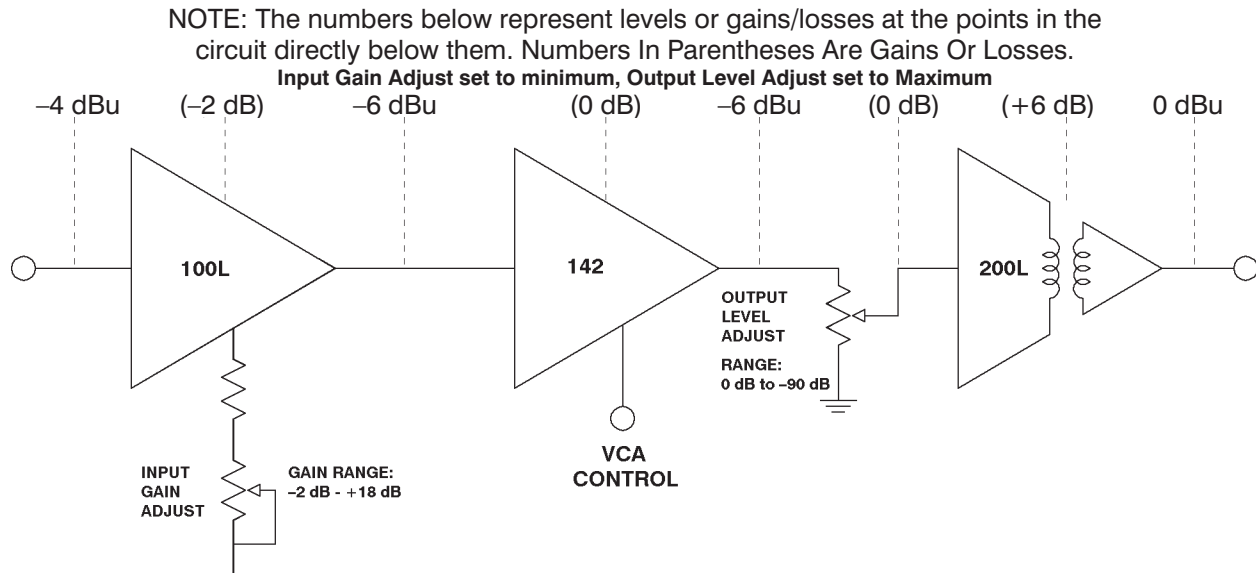 NOTE: The numbers below represent levels or gains/losses at the points in the
circuit directly below them. Numbers In Parentheses Are Gains Or Losses.
Input Gain Adjust set to minimum, Output Level Adjust set to Maximum
–4 dBu (–2 dB) –6 dBu (0 dB) –6 dBu (0 dB) (+6 dB) 0 dBu
100L
142
200L
OUTPUT
LEVEL
ADJUST
RANGE:
0 dB to –90 dB
VCA
CONTROL
INPUT
GAIN
ADJUST
GAIN RANGE:
–2 dB - +18 dB